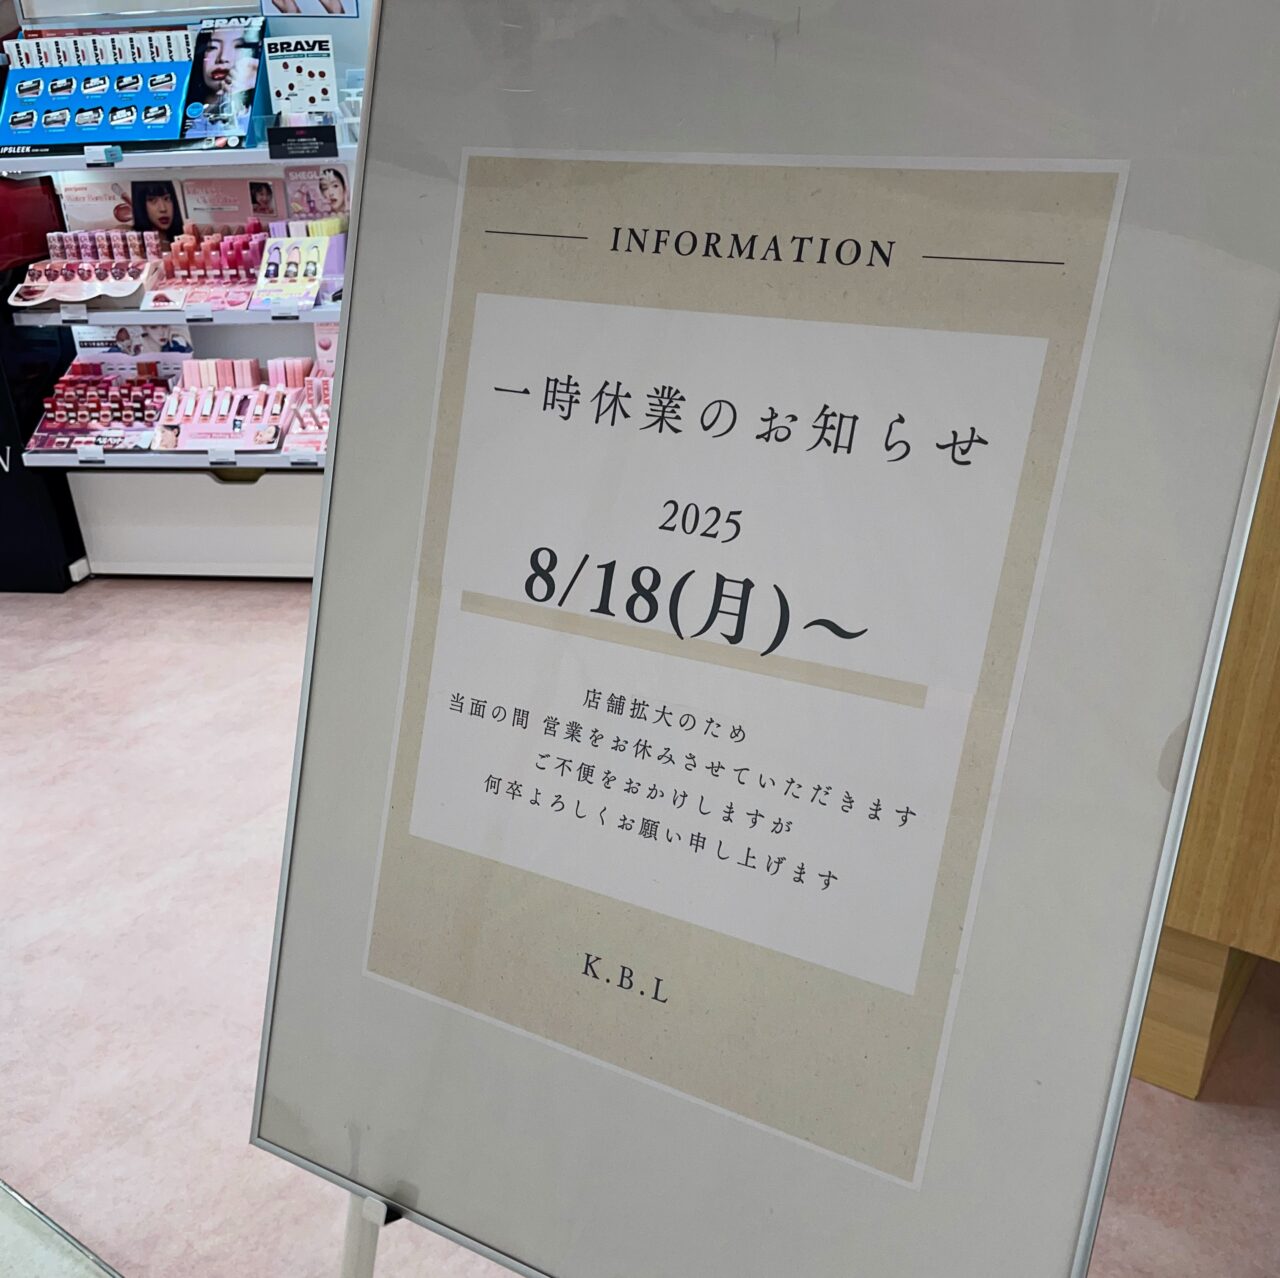 BRAVE
BRAVE
LIPSLEEK
peripera
SHEGLAM
INFORMATION
一時休業のお知らせ
2025
8/18(月)〜
店舗拡大のため
当面の間 営業をお休みさせていただきます
ご不便をおかけしますが
何卒よろしくお願い申し上げます
K.B.L